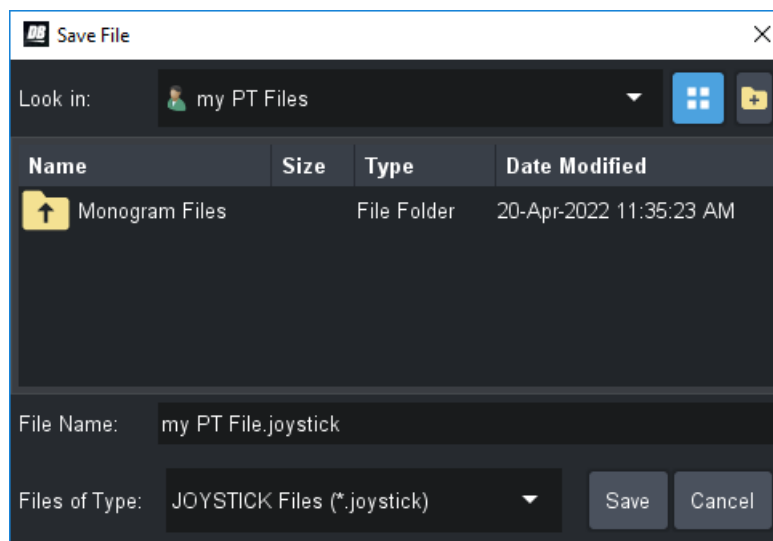 DB Save File
Look in: my PT Files
Name Size Type Date Modified
Monogram Files File Folder 20-Apr-2022 11:35:23 AM
File Name: my PT File.joystick
Files of Type: JOYSTICK Files (*.joystick) Save Cancel